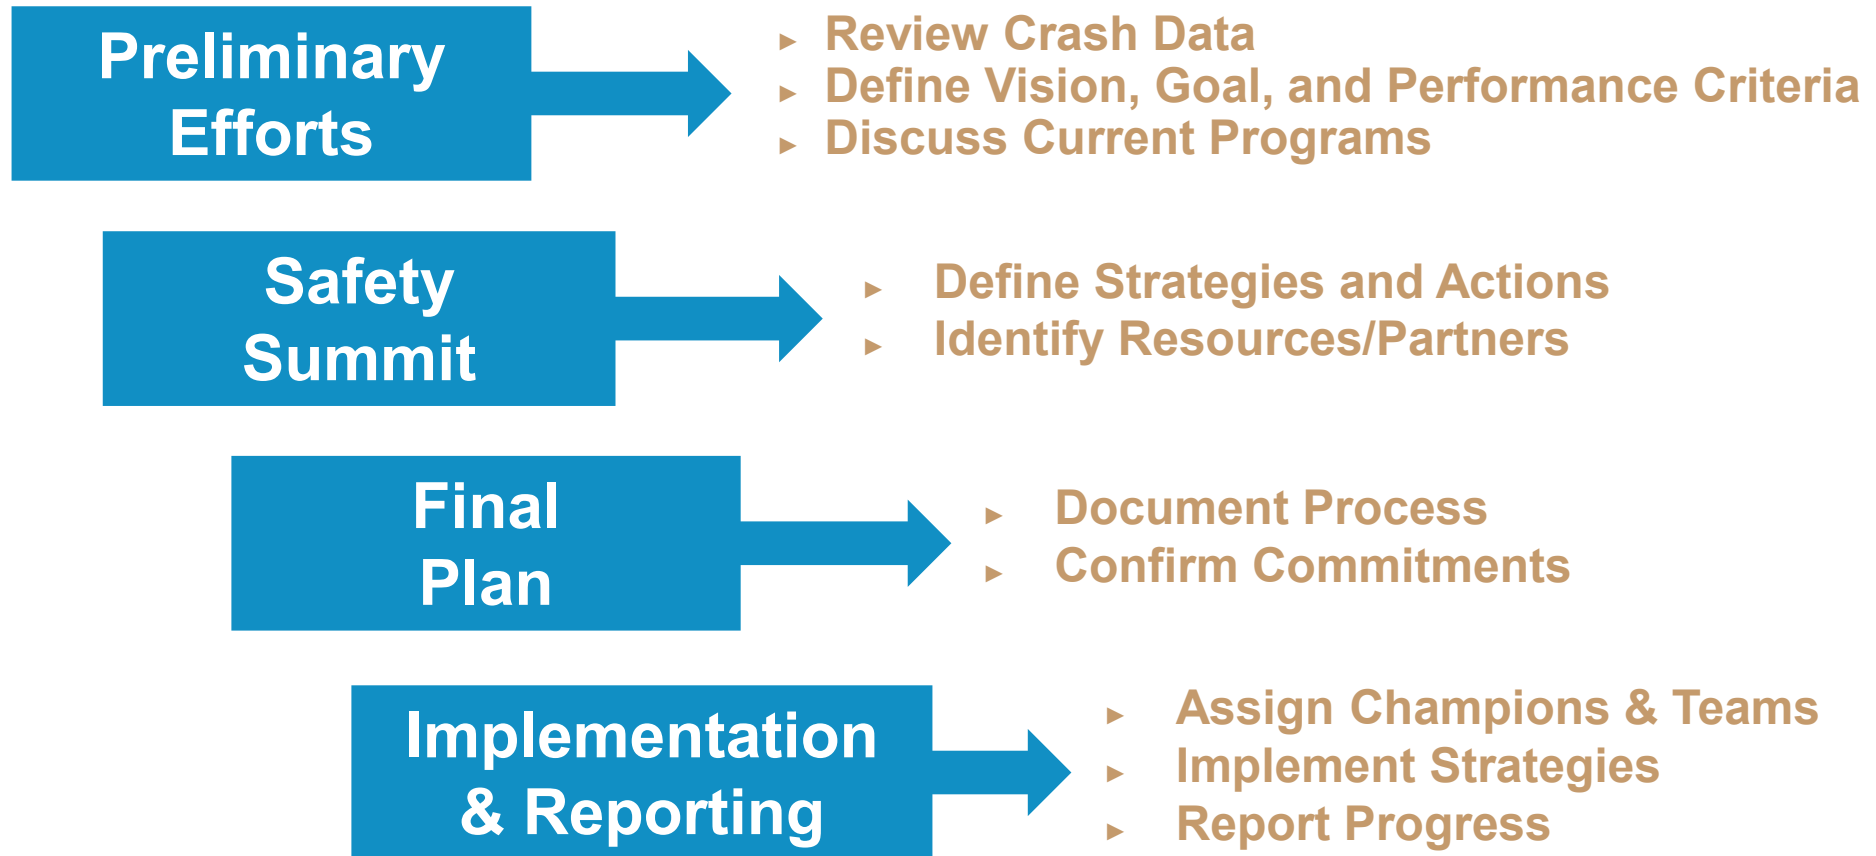 Preliminary
Efforts
► Review Crash Data
► Define Vision, Goal, and Performance Criteria
► Discuss Current Programs
Safety
Summit
► Define Strategies and Actions
► Identify Resources/Partners
Final
Plan
► Document Process
► Confirm Commitments
Implementation
& Reporting
► Assign Champions & Teams
► Implement Strategies
► Report Progress